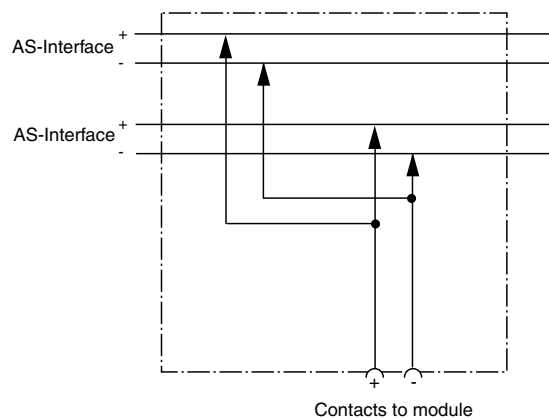 AS-Interface +
-
AS-Interface +
-
+ -
Contacts to module